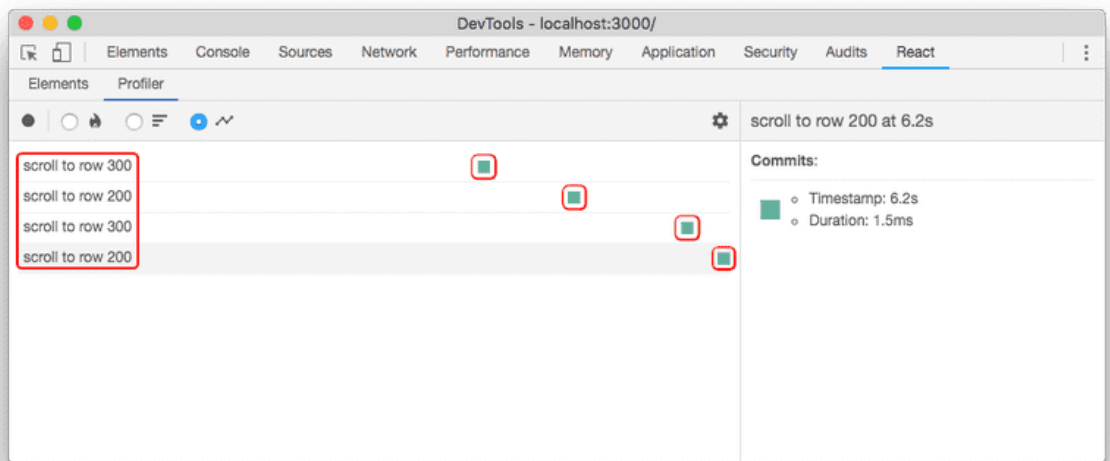 DevTools - localhost:3000/
Elements Console Sources Network Performance Memory Application Security Audits React
Elements Profiler
scroll to row 200 at 6.2s
scroll to row 300
scroll to row 200
scroll to row 300
scroll to row 200
Commits:
Timestamp: 6.2s
Duration: 1.5ms